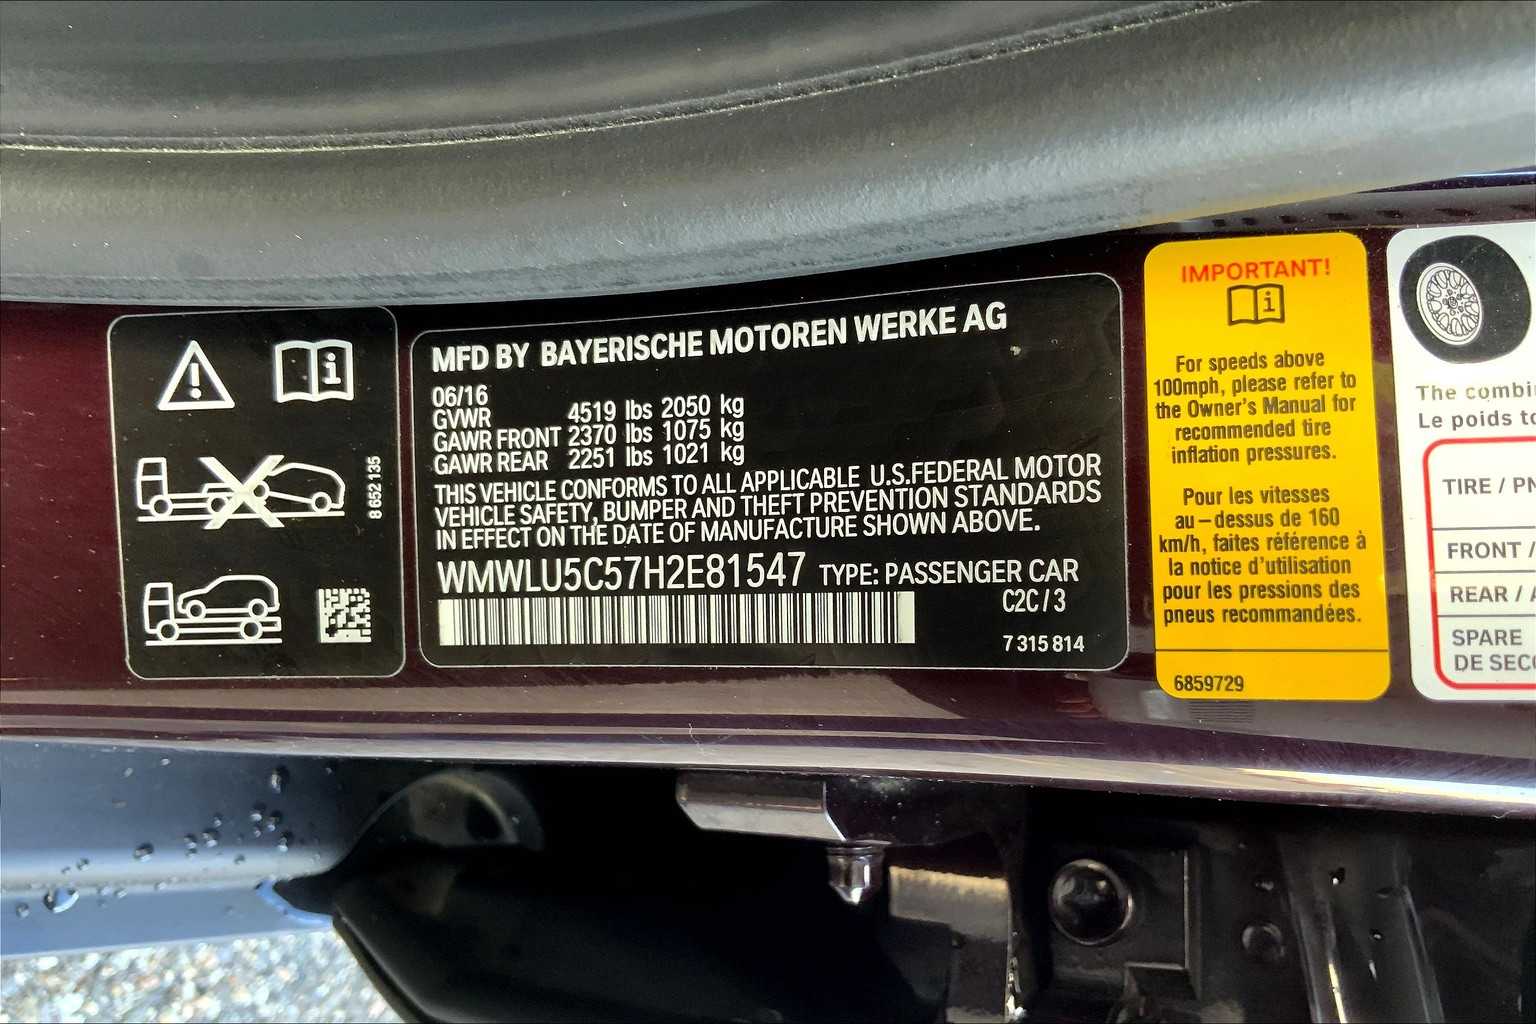 8 652 135
MFD BY BAYERISCHE MOTOREN WERKE AG
06/16
GVWR 4519 lbs 2050 kg
GAWR FRONT 2370 lbs 1075 kg
GAWR REAR 2251 lbs 1021 kg
THIS VEHICLE CONFORMS TO ALL APPLICABLE U.S.FEDERAL MOTOR
VEHICLE SAFETY, BUMPER AND THEFT PREVENTION STANDARDS
IN EFFECT ON THE DATE OF MANUFACTURE SHOWN ABOVE.
WMWLU5C57H2E81547 TYPE: PASSENGER CAR
C2C / 3
7 315 814
IMPORTANT!
For speeds above
100mph, please refer to
the Owner's Manual for
recommended tire
inflation pressures.
Pour les vitesses
au-dessus de 160
km/h, faites référence à
la notice d'utilisation
pour les pressions des
pneus recommandées.
6859729
The combi
Le poids to
TIRE / PN
FRONT /
REAR / A
SPARE
DE SECO